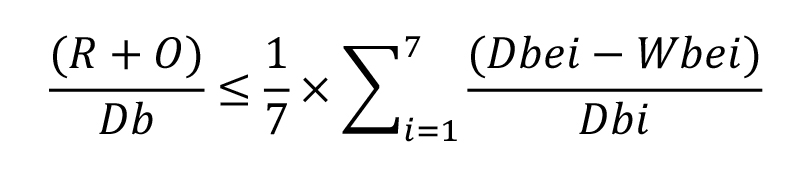 (R + O)/Db ≤ 1/7 × ∑_{i=1}^{7} (Dbei − Wbei)/Dbi